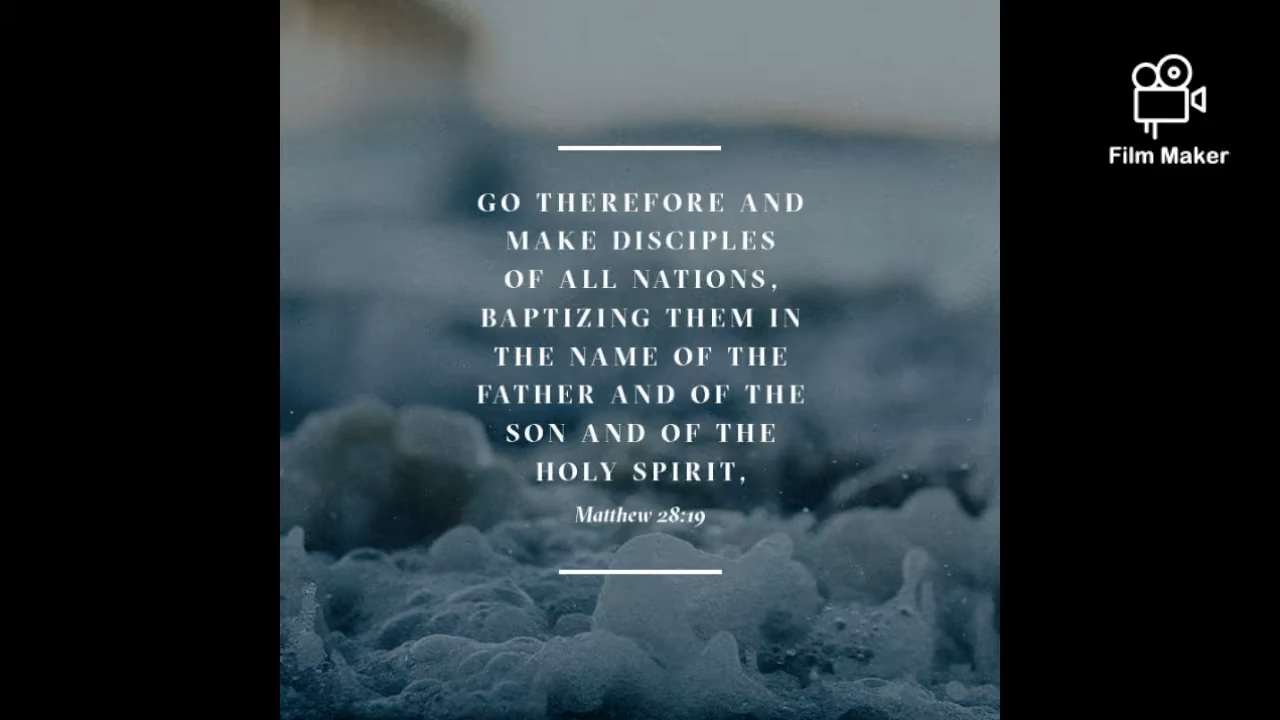 GO THEREFORE AND
MAKE DISCIPLES
OF ALL NATIONS,
BAPTIZING THEM IN
THE NAME OF THE
FATHER AND OF THE
SON AND OF THE
HOLY SPIRIT,
Matthew 28:19
Film Maker